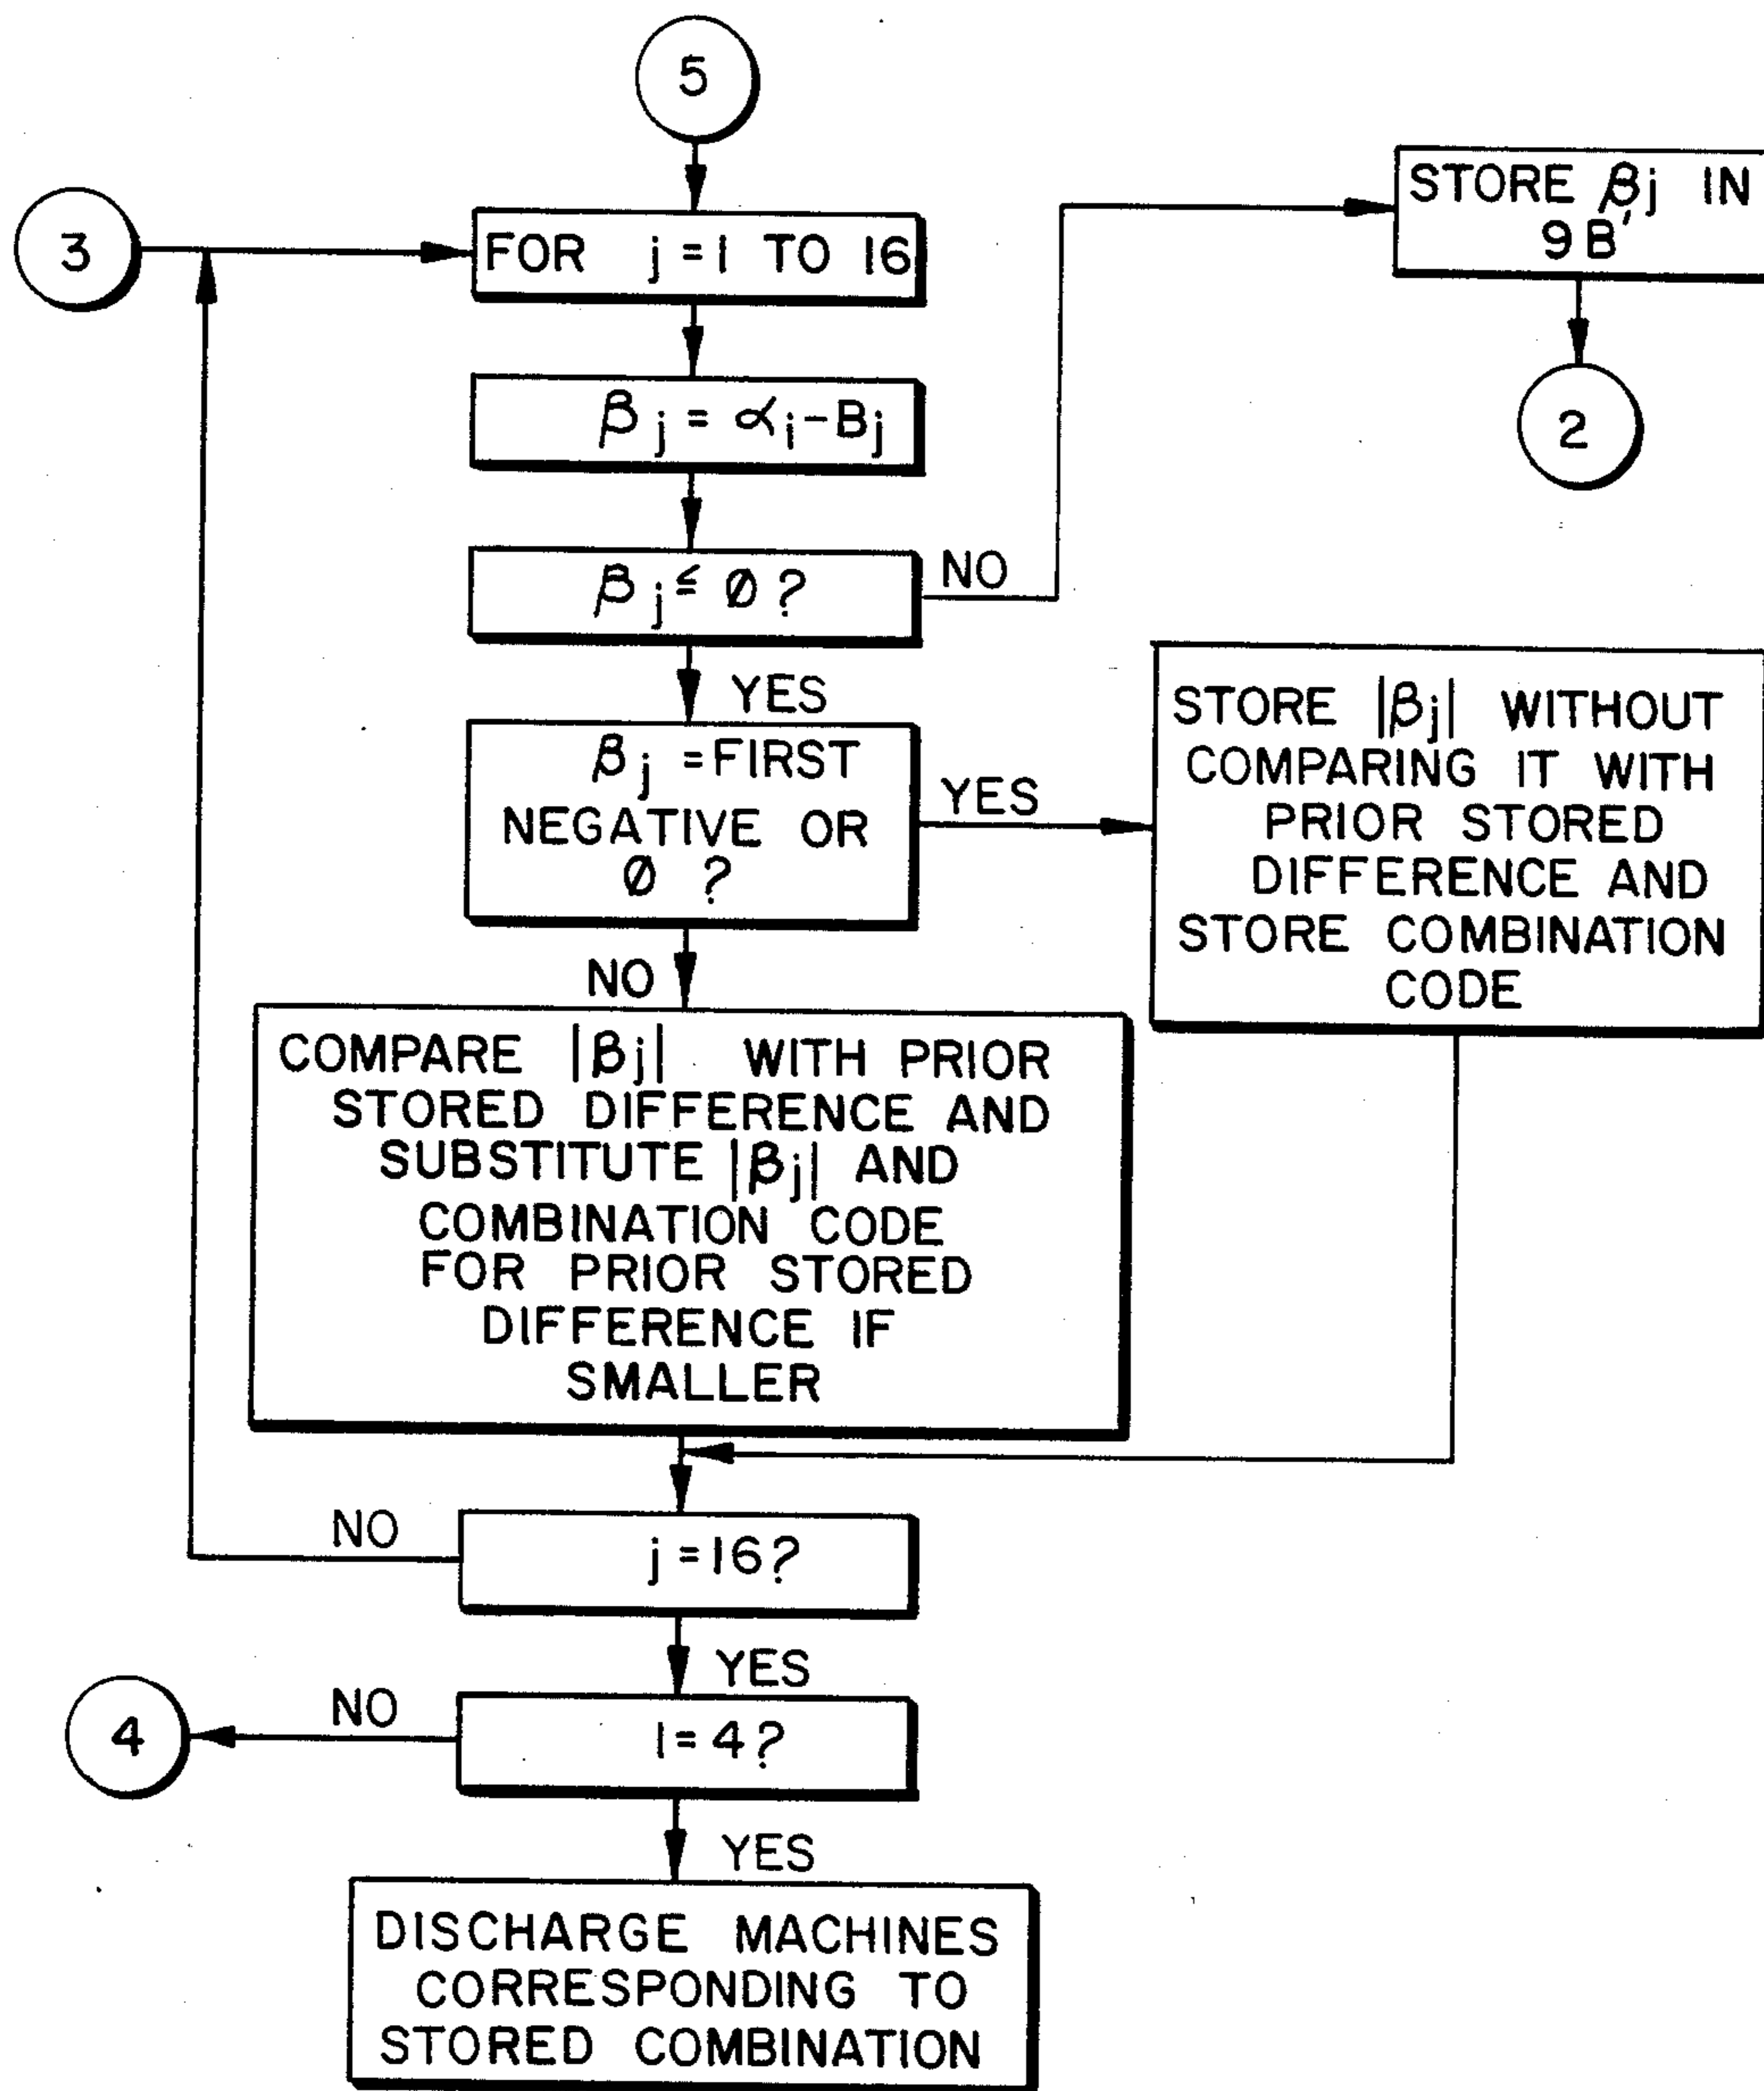 5
3
FOR j = 1 TO 16
STORE βj IN
9B'
2
βj = αi - Bj
βj ≦ Ø ?
NO
YES
βj = FIRST
NEGATIVE OR
Ø ?
YES
STORE |βj| WITHOUT
COMPARING IT WITH
PRIOR STORED
DIFFERENCE AND
STORE COMBINATION
CODE
NO
COMPARE |βj| WITH PRIOR
STORED DIFFERENCE AND
SUBSTITUTE |βj| AND
COMBINATION CODE
FOR PRIOR STORED
DIFFERENCE IF
SMALLER
NO
j = 16 ?
YES
NO
4
I = 4 ?
YES
DISCHARGE MACHINES
CORRESPONDING TO
STORED COMBINATION